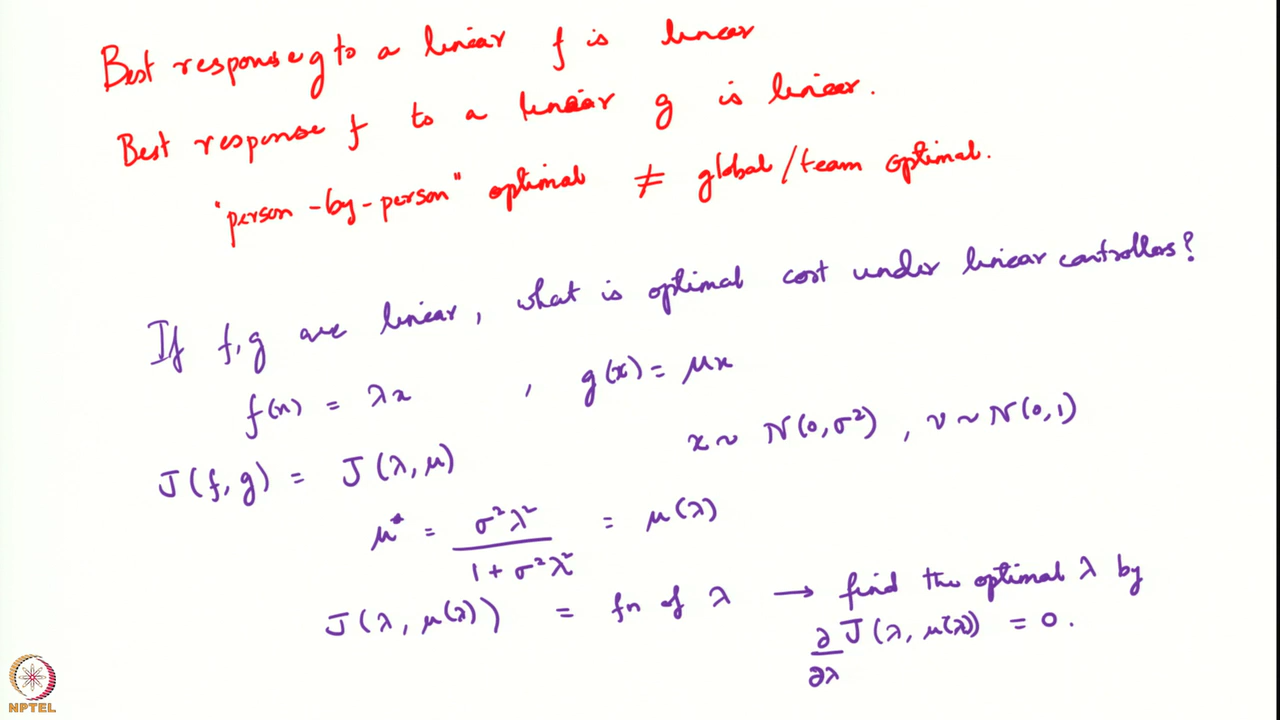 Best response g to a linear f is linear
Best response f to a linear g is linear.
"person-by-person" optimal ≠ global/team optimal.
If f, g are linear, what is optimal cost under linear controllers?
f(x) = λx , g(x) = μx
x ~ N(0, σ²), v ~ N(0, 1)
J(f, g) = J(λ, μ)
μ* = σ²λ² / 1 + σ²λ² = μ(λ)
J(λ, μ(λ)) = fn of λ → find the optimal λ by
∂/∂λ J(λ, μ(λ)) = 0.
NPTEL